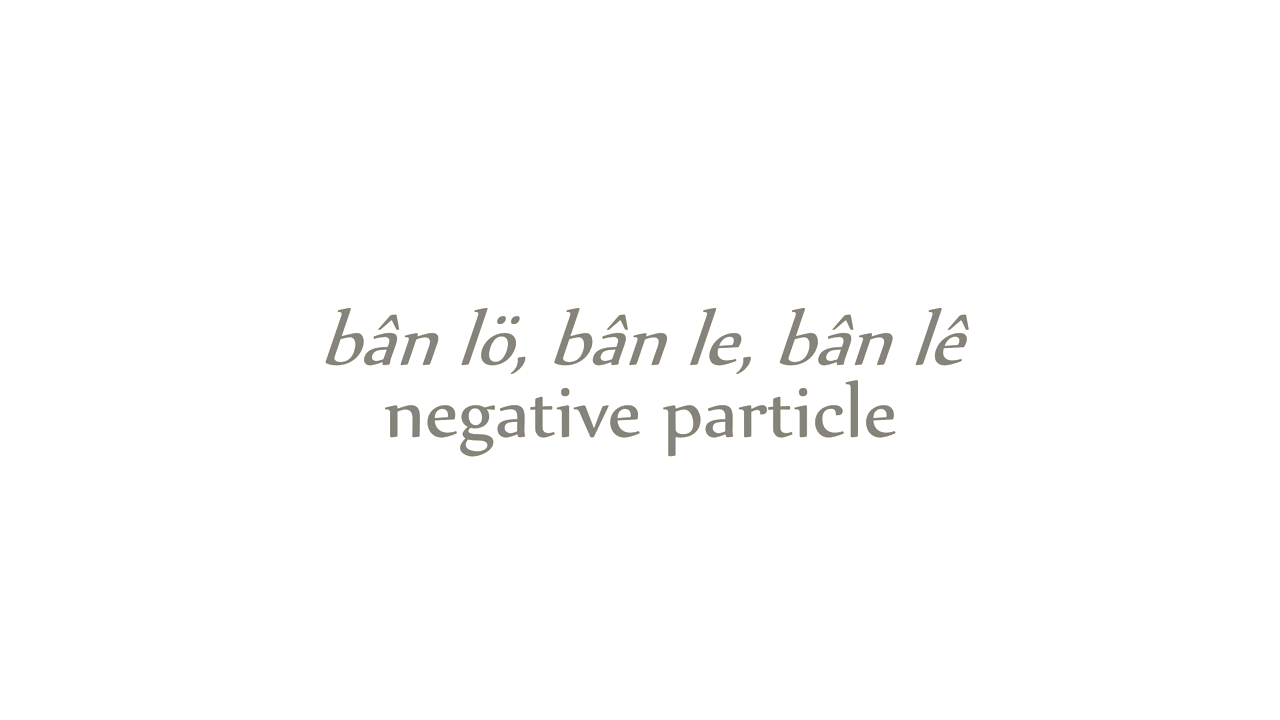 bân lö, bân le, bân lê
negative particle